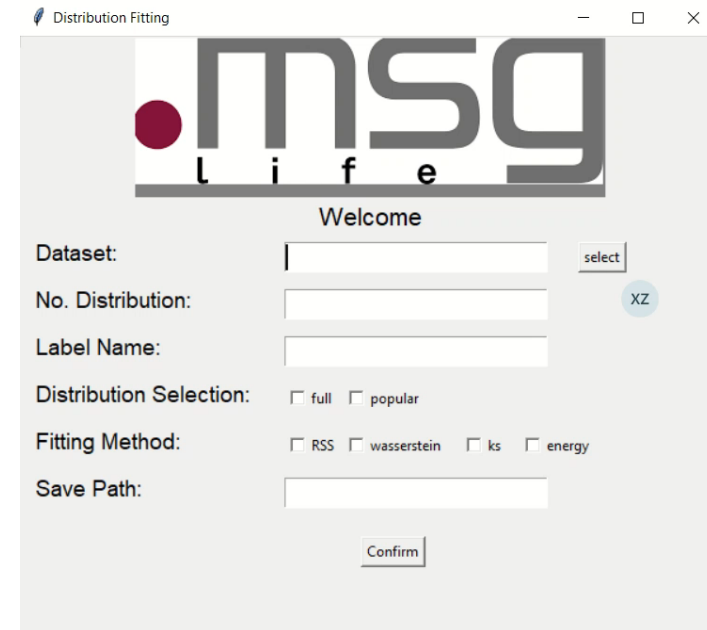 Distribution Fitting
.msg
life
Welcome
Dataset:
select
No. Distribution:
XZ
Label Name:
Distribution Selection:
full
popular
Fitting Method:
RSS
wasserstein
ks
energy
Save Path:
Confirm